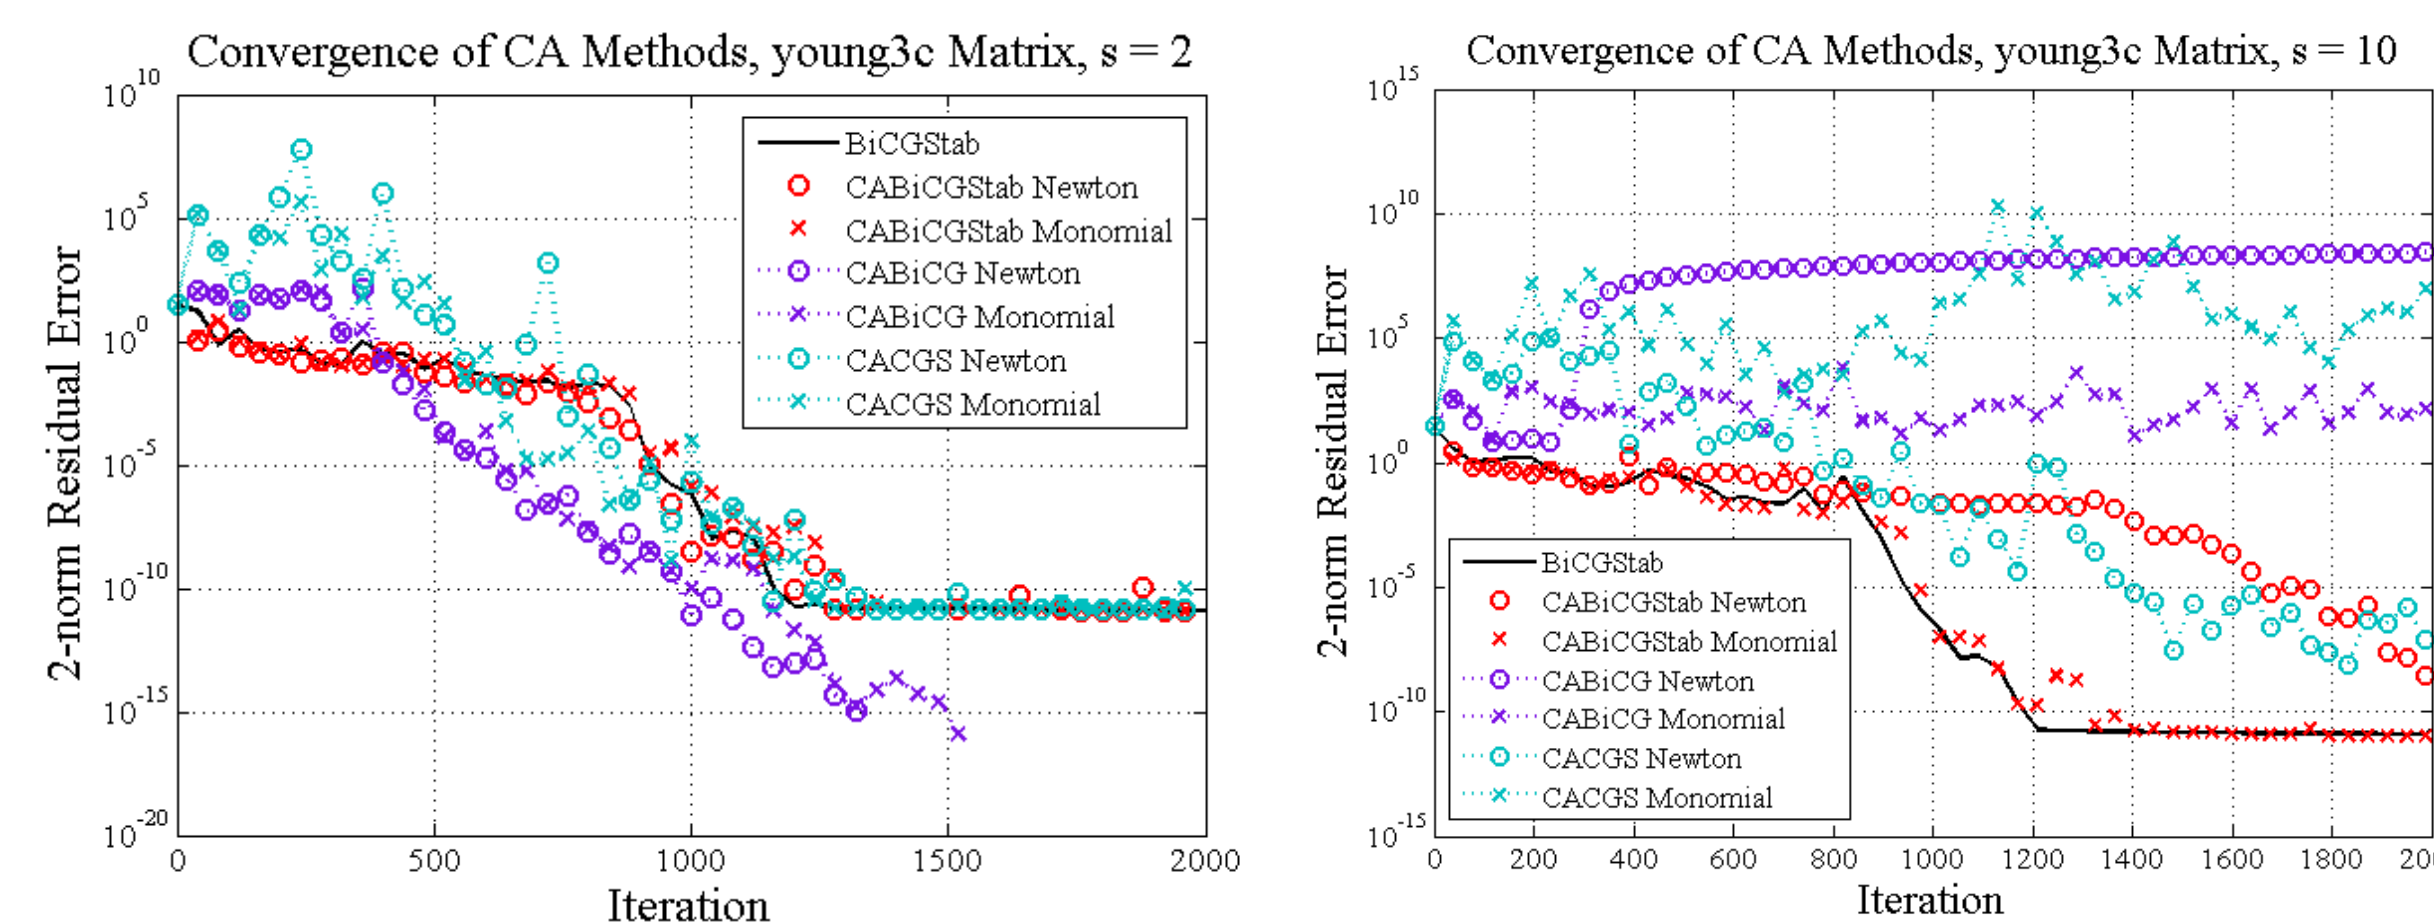 Convergence of CA Methods, young3c Matrix, s = 2
10^10
10^5
10^0
10^-5
10^-10
10^-15
10^-20
2-norm Residual Error
BiCGStab
CABiCGStab Newton
CABiCGStab Monomial
CABiCG Newton
CABiCG Monomial
CACGS Newton
CACGS Monomial
0 500 1000 1500 2000
Iteration
Convergence of CA Methods, young3c Matrix, s = 10
10^15
10^10
10^5
10^0
10^-5
10^-10
10^-15
2-norm Residual Error
BiCGStab
CABiCGStab Newton
CABiCGStab Monomial
CABiCG Newton
CABiCG Monomial
CACGS Newton
CACGS Monomial
0 200 400 600 800 1000 1200 1400 1600 1800
Iteration